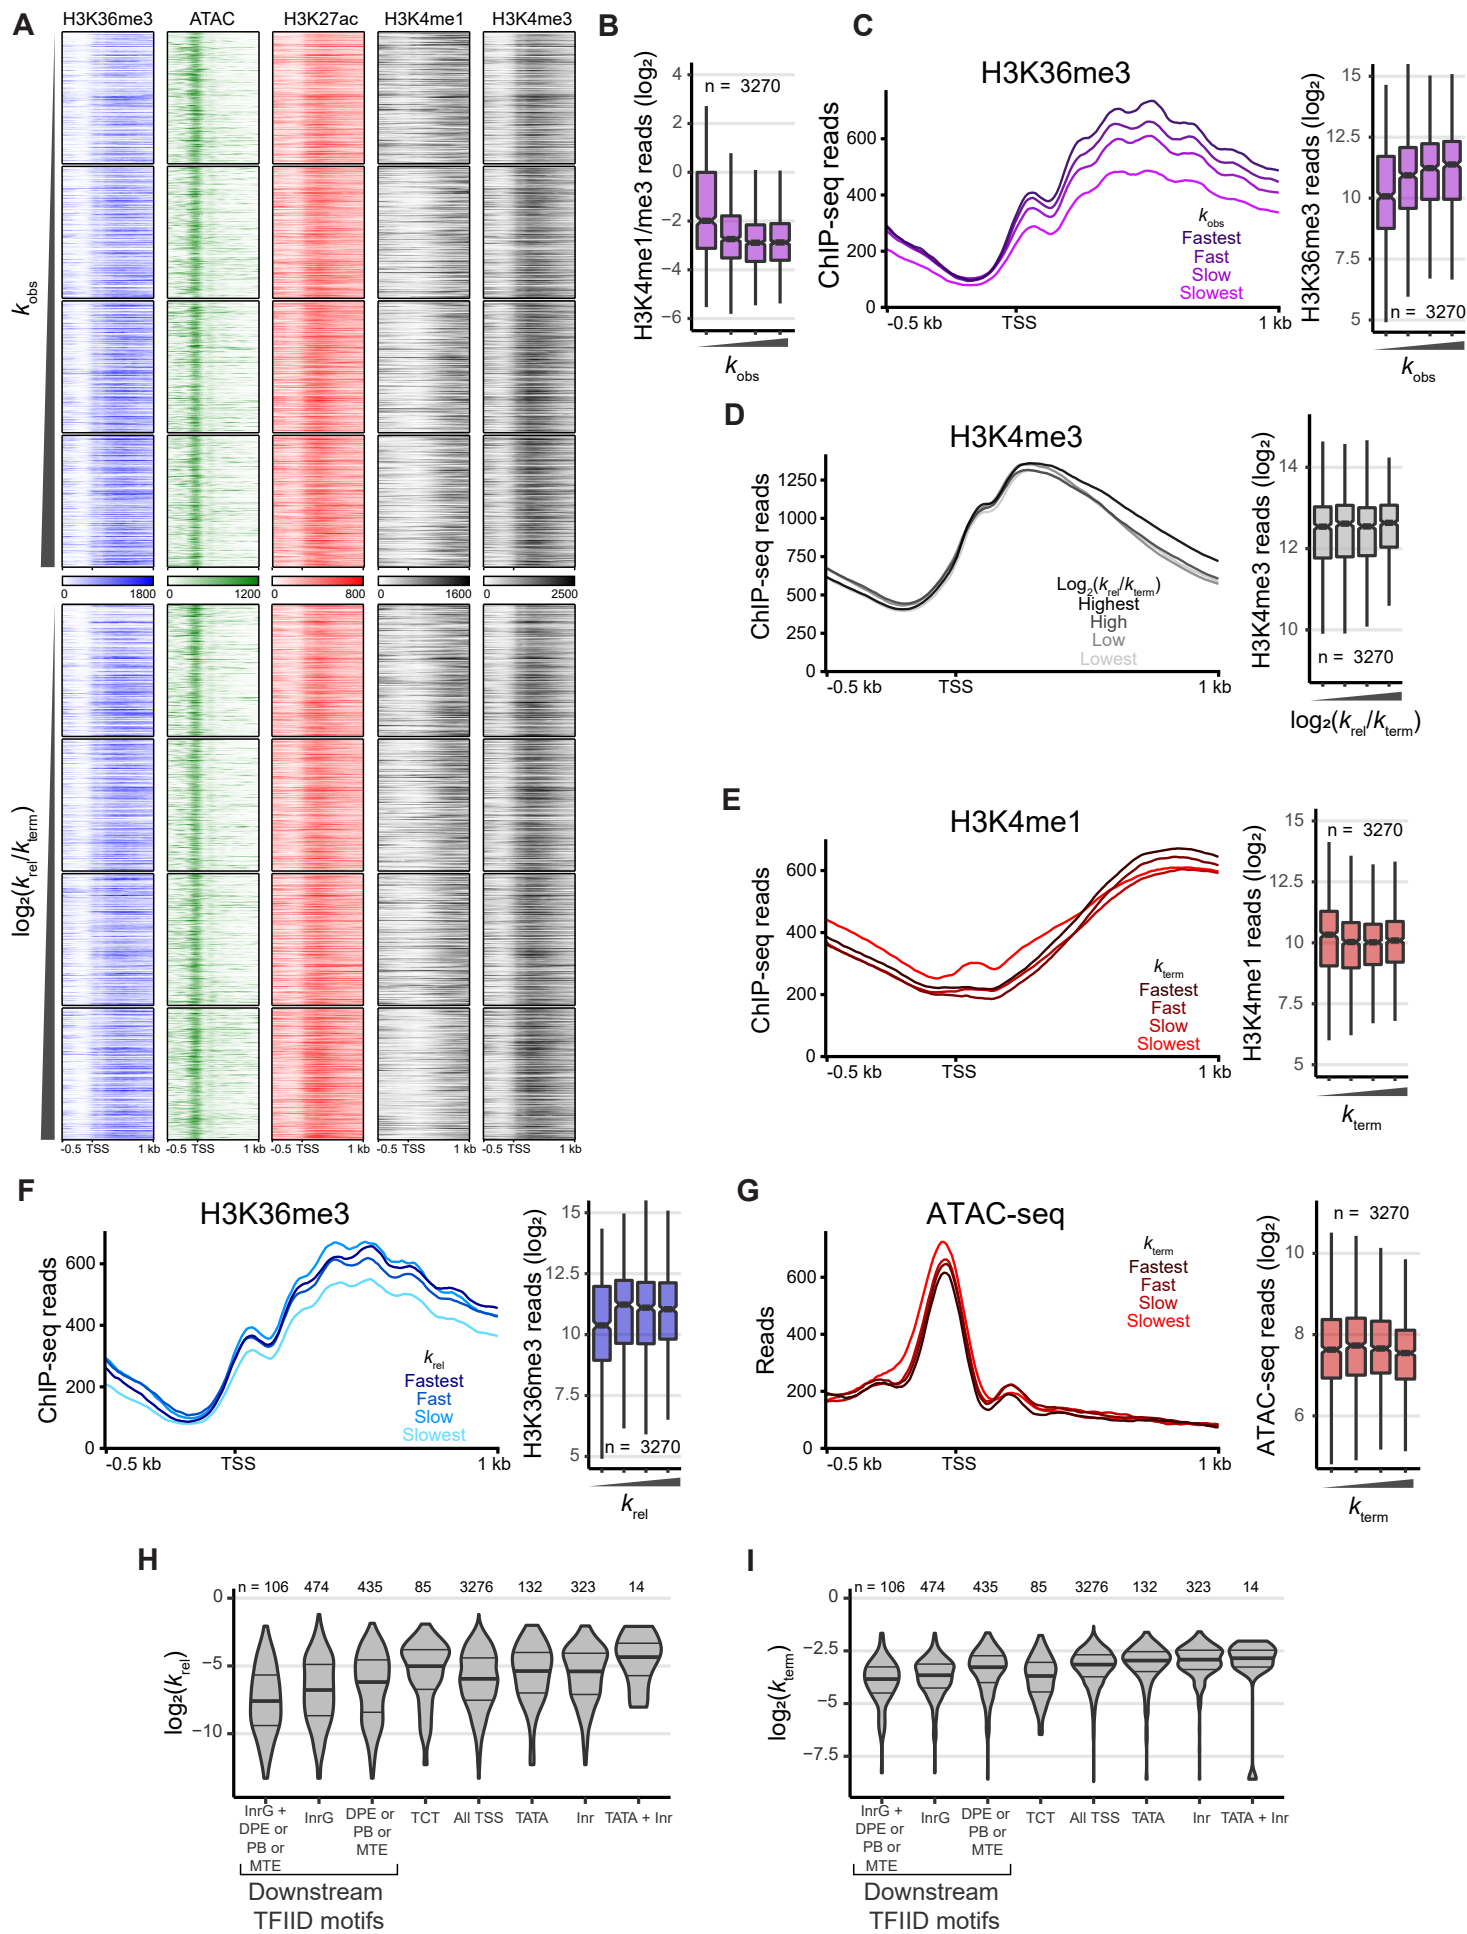 A
H3K36me3 ATAC H3K27ac H3K4me1 H3K4me3
kobs
0 1800 0 1200 0 800 0 1600 0 2500
log₂(krel/kterm)
-0.5 TSS 1 kb -0.5 TSS 1 kb -0.5 TSS 1 kb -0.5 TSS 1 kb -0.5 TSS 1 kb
B
H3K4me1/me3 reads (log₂)
n = 3270
4
2
0
−2
−4
−6
kobs
C
H3K36me3
ChIP-seq reads
600
400
200
0
kobs
Fastest
Fast
Slow
Slowest
-0.5 kb TSS 1 kb
H3K36me3 reads (log₂)
15
12.5
10
7.5
5
n = 3270
kobs
D
H3K4me3
ChIP-seq reads
1250
1000
750
500
250
0
Log₂(krel/kterm)
Highest
High
Low
Lowest
-0.5 kb TSS 1 kb
H3K4me3 reads (log₂)
14
12
10
n = 3270
log₂(krel/kterm)
E
H3K4me1
ChIP-seq reads
600
400
200
0
kterm
Fastest
Fast
Slow
Slowest
-0.5 kb TSS 1 kb
H3K4me1 reads (log₂)
15
n = 3270
12.5
10
7.5
5
kterm
F
H3K36me3
ChIP-seq reads
600
400
200
0
krel
Fastest
Fast
Slow
Slowest
-0.5 kb TSS 1 kb
H3K36me3 reads (log₂)
15
12.5
10
7.5
5
n = 3270
krel
G
ATAC-seq
Reads
600
400
200
0
kterm
Fastest
Fast
Slow
Slowest
-0.5 kb TSS 1 kb
ATAC-seq reads (log₂)
n = 3270
10
8
6
kterm
H
log₂(krel)
n = 106 474 435 85 3276 132 323 14
0
−5
−10
InrG + DPE or PB or MTE
InrG
DPE or PB or MTE
TCT
All TSS
TATA
Inr
TATA + Inr
Downstream
TFIID motifs
I
log₂(kterm)
n = 106 474 435 85 3276 132 323 14
0
−2.5
−5
−7.5
InrG + DPE or PB or MTE
InrG
DPE or PB or MTE
TCT
All TSS
TATA
Inr
TATA + Inr
Downstream
TFIID motifs